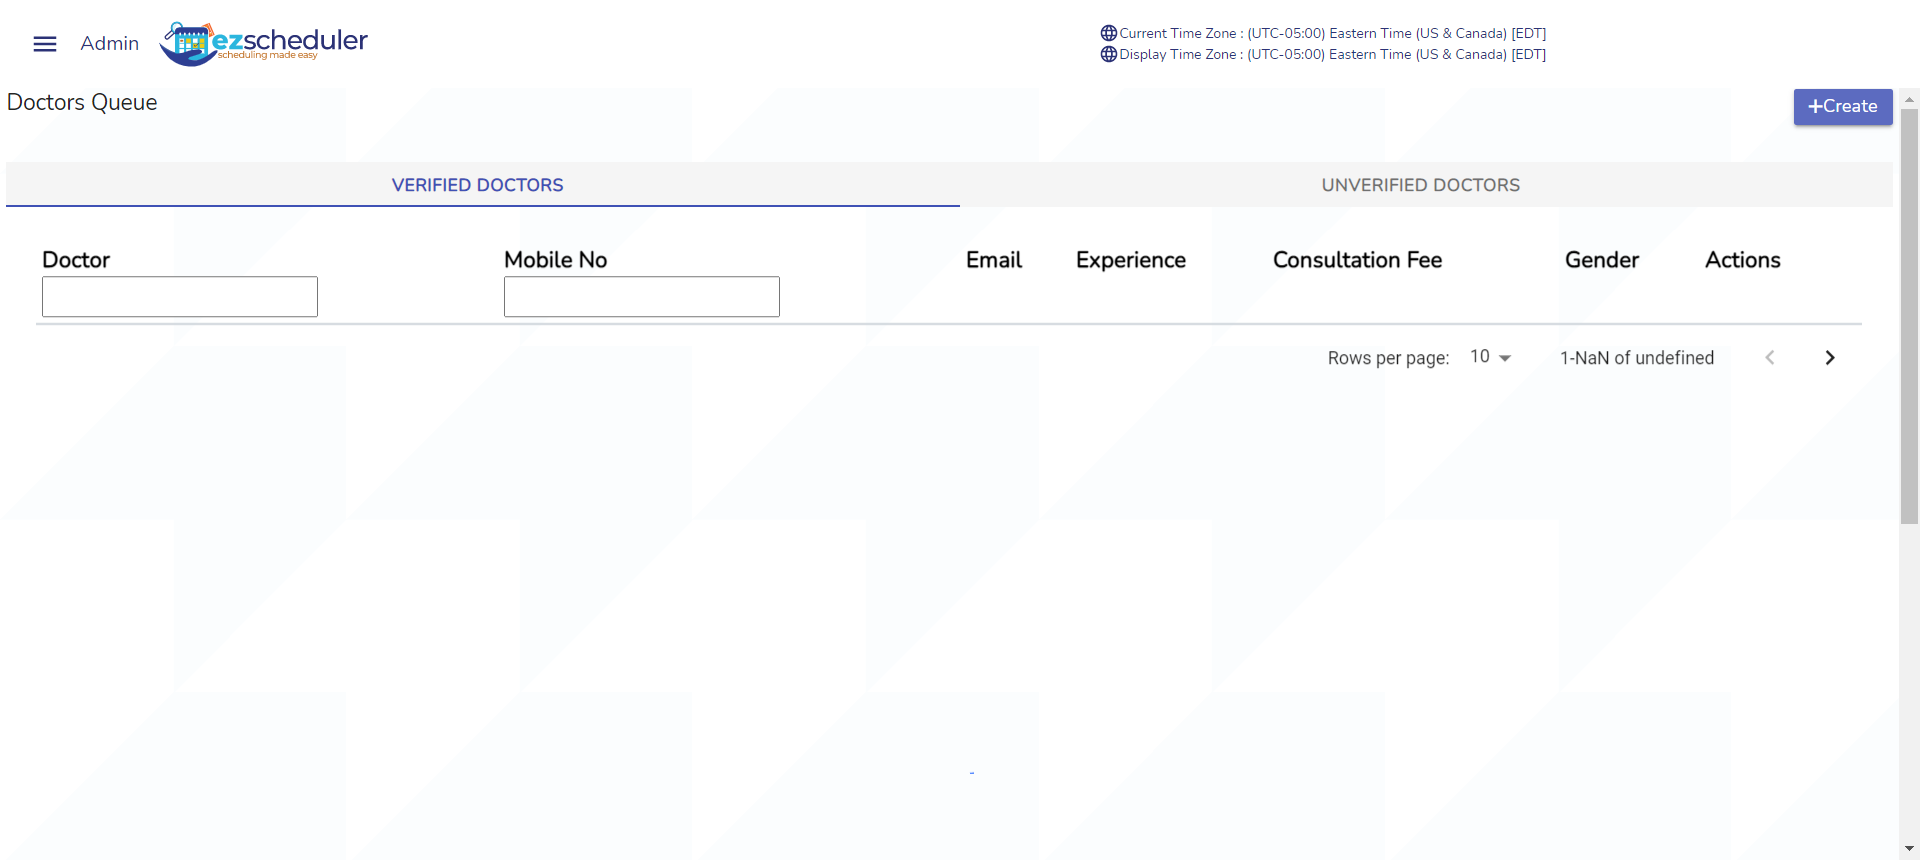 Admin
ezscheduler
scheduling made easy
Current Time Zone : (UTC-05:00) Eastern Time (US & Canada) [EDT]
Display Time Zone : (UTC-05:00) Eastern Time (US & Canada) [EDT]
Doctors Queue
+Create
VERIFIED DOCTORS UNVERIFIED DOCTORS
Doctor Mobile No Email Experience Consultation Fee Gender Actions
Rows per page: 10 1-NaN of undefined
-